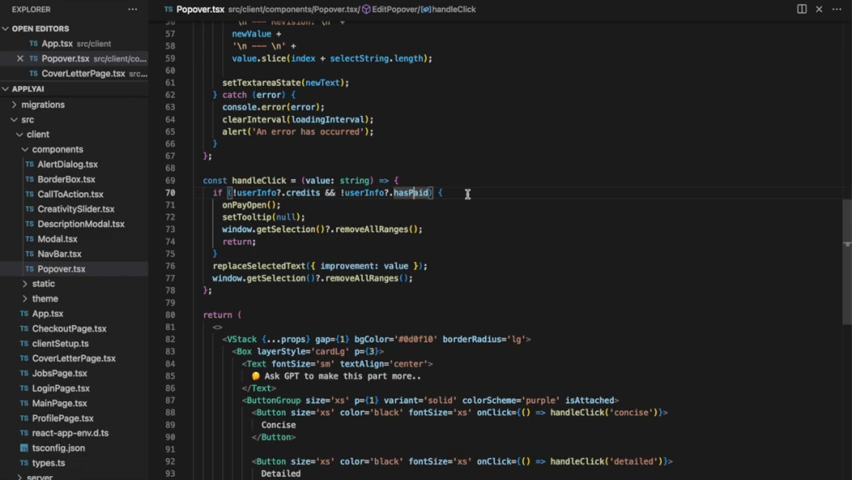 EXPLORER
OPEN EDITORS
App.tsx src/client
Popover.tsx src/client/co...
CoverLetterPage.tsx src/client...
APPLYAI
migrations
src
client
components
AlertDialog.tsx
BorderBox.tsx
CallToAction.tsx
CreativitySlider.tsx
DescriptionModal.tsx
Modal.tsx
NavBar.tsx
Popover.tsx
static
theme
App.tsx
CheckoutPage.tsx
clientSetup.ts
CoverLetterPage.tsx
JobsPage.tsx
LoginPage.tsx
MainPage.tsx
ProfilePage.tsx
react-app-env.d.ts
tsconfig.json
types.ts
server
Popover.tsx src/client/components/Popover.tsx/ EditPopover/ handleClick
56 '\n --- Revision: \n' +
57 newValue +
58 '\n --- \n' +
59 value.slice(index + selectString.length);
60
61 setTextareaState(newText);
62 } catch (error) {
63 console.error(error);
64 clearInterval(loadingInterval);
65 alert('An error has occurred');
66 }
67 };
68
69 const handleClick = (value: string) => {
70 if (!userInfo?.credits && !userInfo?.hasPaid) {
71 onPayOpen();
72 setTooltip(null);
73 window.getSelection()?.removeAllRanges();
74 return;
75 }
76 replaceSelectedText({ improvement: value });
77 window.getSelection()?.removeAllRanges();
78 };
79
80 return (
81 <>
82 <VStack {...props} gap={1} bgColor='#0d0f10' borderRadius='lg'>
83 <Box layerStyle='cardLg' p={3}>
84 <Text fontSize='sm' textAlign='center'>
85 🤔 Ask GPT to make this part more..
86 </Text>
87 <ButtonGroup size='xs' p={1} variant='solid' colorScheme='purple' isAttached>
88 <Button size='xs' color='black' fontSize='xs' onClick={() => handleClick('concise')}>
89 Concise
90 </Button>
91
92 <Button size='xs' color='black' fontSize='xs' onClick={() => handleClick('detailed')}>
93 Detailed